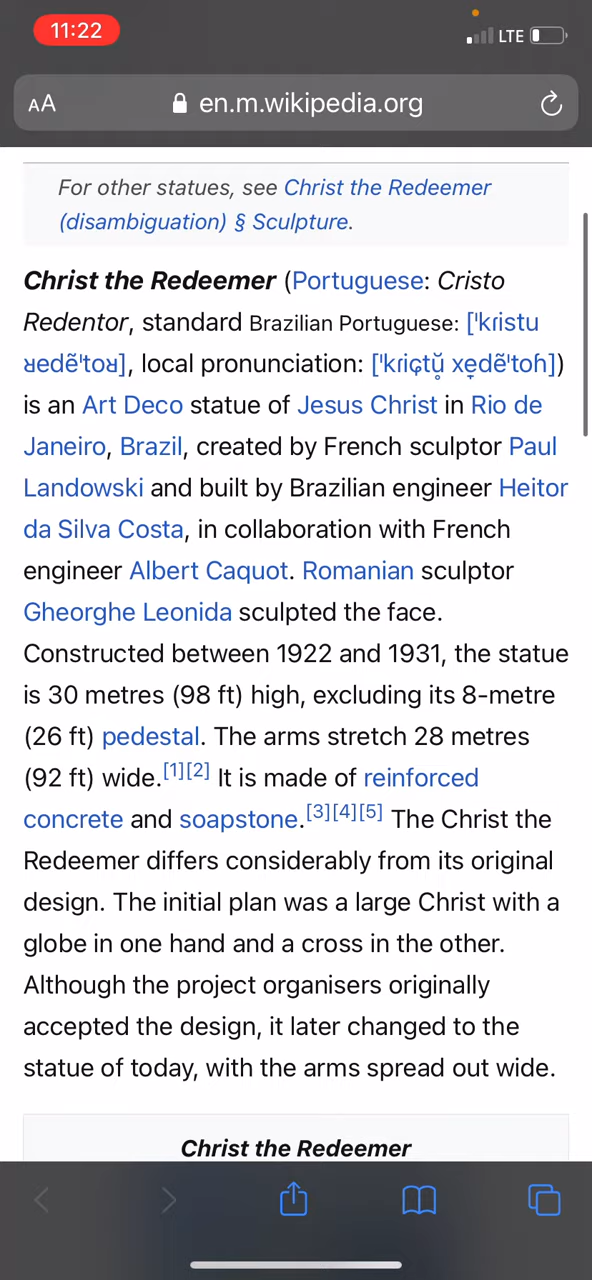 11:22
LTE
AA
en.m.wikipedia.org
For other statues, see Christ the Redeemer
(disambiguation) § Sculpture.
Christ the Redeemer (Portuguese: Cristo
Redentor, standard Brazilian Portuguese: [ˈkɾistu
ʁedẽˈtoʁ], local pronunciation: [ˈkɾiɕtŭ̥ xe̞dẽˈtoɦ])
is an Art Deco statue of Jesus Christ in Rio de
Janeiro, Brazil, created by French sculptor Paul
Landowski and built by Brazilian engineer Heitor
da Silva Costa, in collaboration with French
engineer Albert Caquot. Romanian sculptor
Gheorghe Leonida sculpted the face.
Constructed between 1922 and 1931, the statue
is 30 metres (98 ft) high, excluding its 8-metre
(26 ft) pedestal. The arms stretch 28 metres
(92 ft) wide.[1][2] It is made of reinforced
concrete and soapstone.[3][4][5] The Christ the
Redeemer differs considerably from its original
design. The initial plan was a large Christ with a
globe in one hand and a cross in the other.
Although the project organisers originally
accepted the design, it later changed to the
statue of today, with the arms spread out wide.
Christ the Redeemer